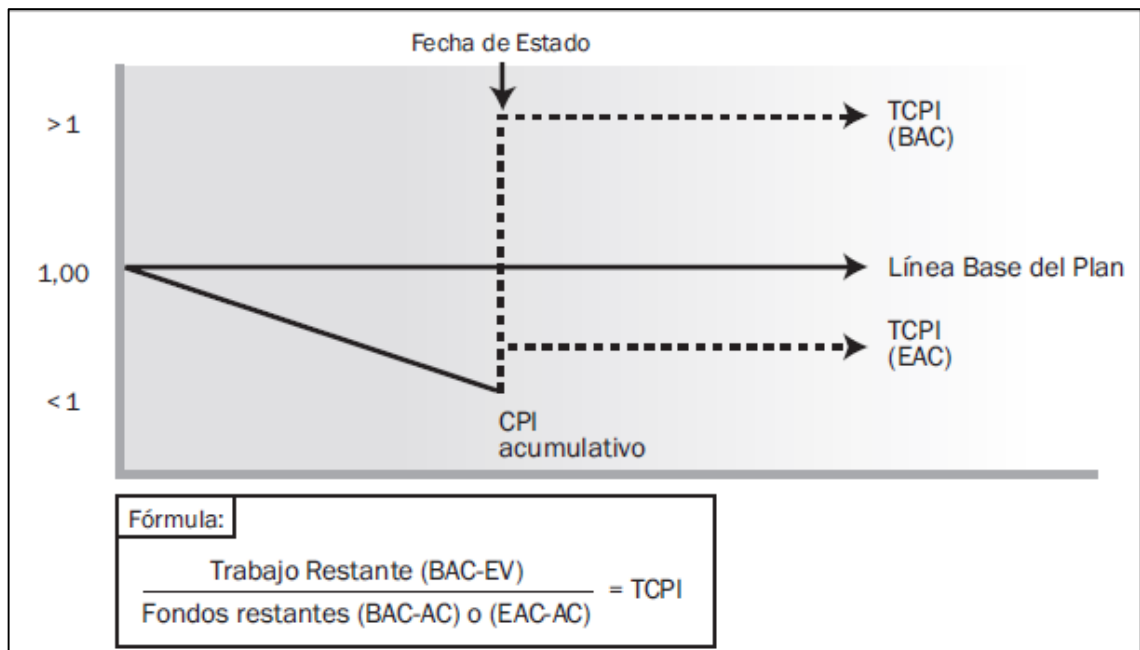 Fecha de Estado
> 1
TCPI
(BAC)
1,00
Línea Base del Plan
TCPI
(EAC)
< 1
CPI
acumulativo
Fórmula:
Trabajo Restante (BAC-EV)
Fondos restantes (BAC-AC) o (EAC-AC)
= TCPI